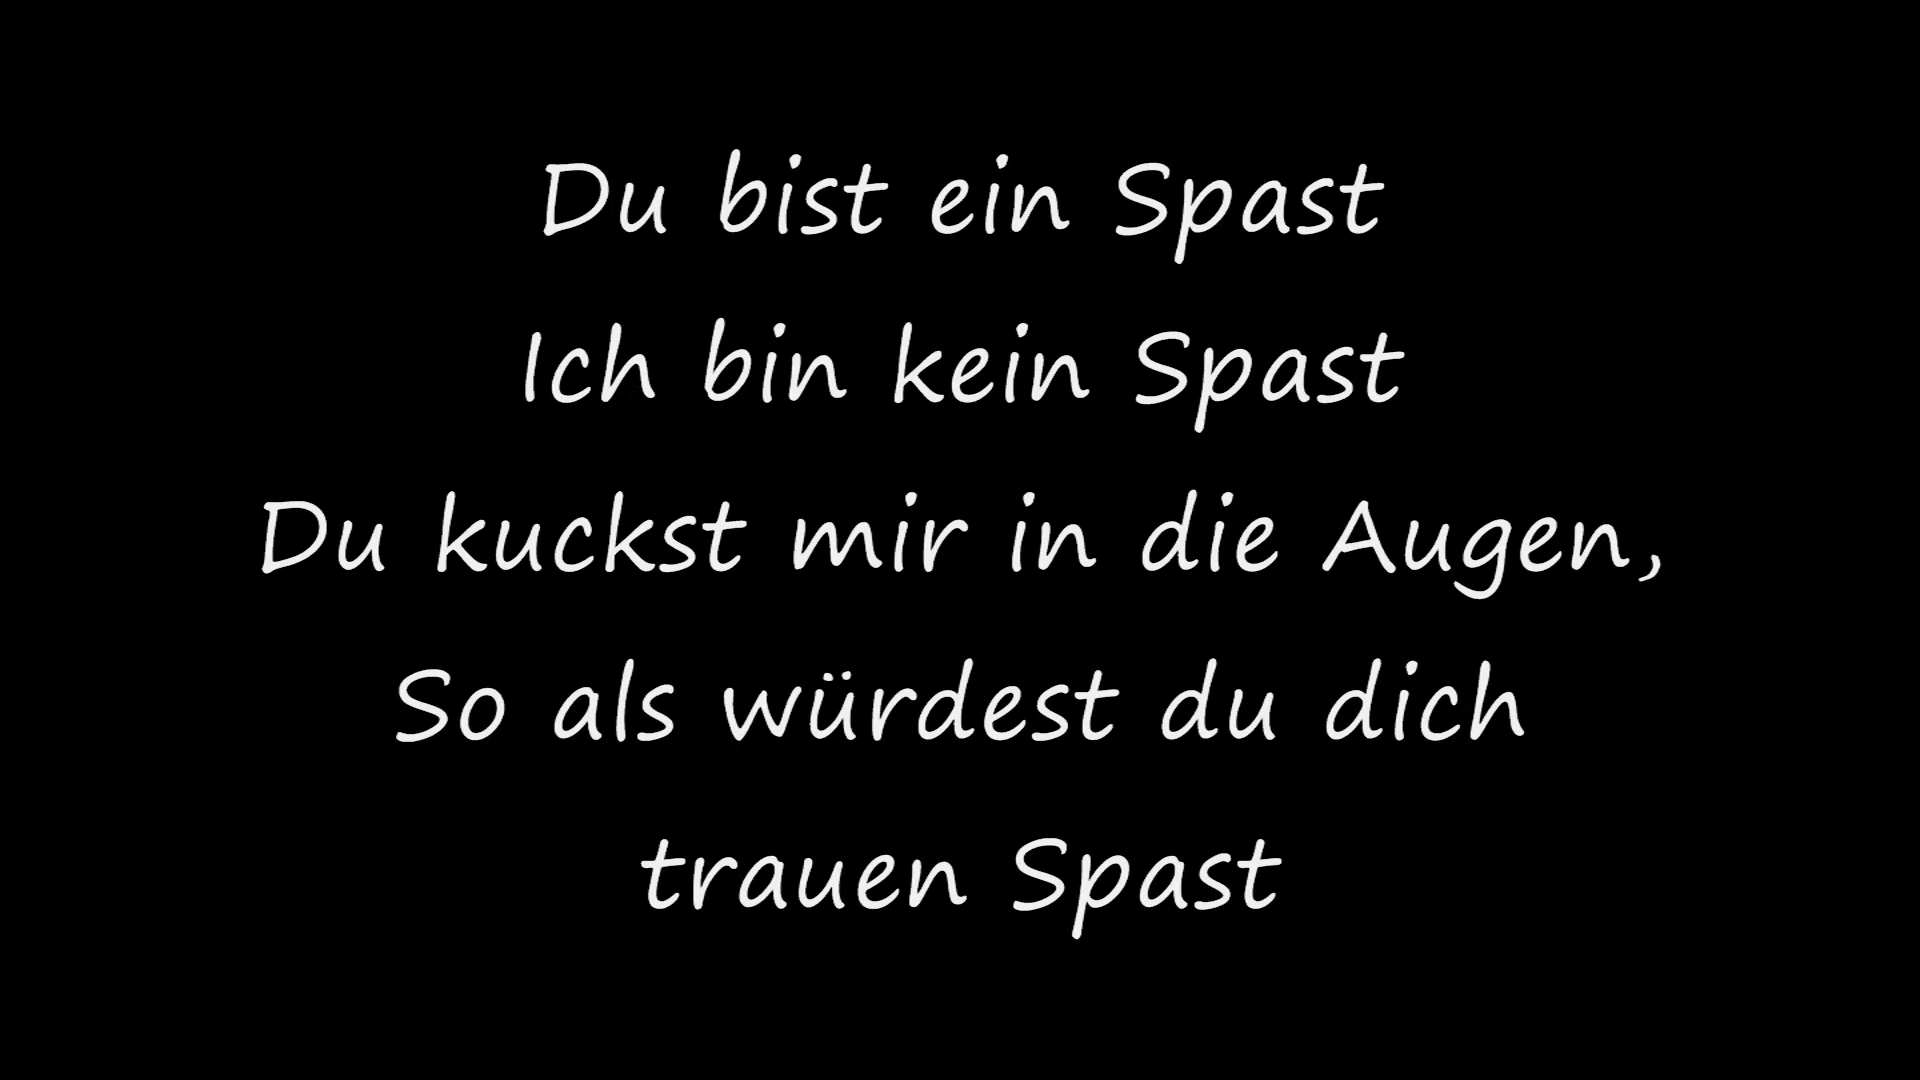 Du bist ein Spast
Ich bin kein Spast
Du kuckst mir in die Augen,
So als würdest du dich
trauen Spast